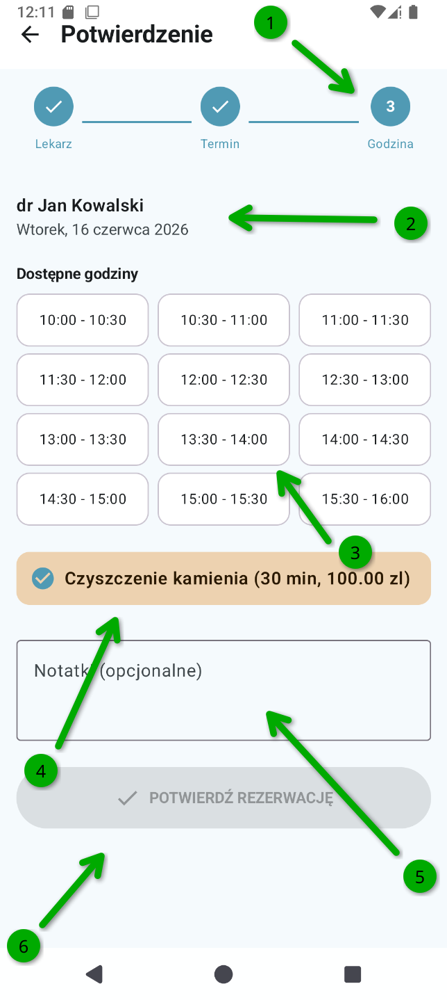 12:11
1
Potwierdzenie
3
Lekarz
Termin
Godzina
dr Jan Kowalski
Wtorek, 16 czerwca 2026
2
Dostępne godziny
10:00 - 10:30
10:30 - 11:00
11:00 - 11:30
11:30 - 12:00
12:00 - 12:30
12:30 - 13:00
13:00 - 13:30
13:30 - 14:00
14:00 - 14:30
14:30 - 15:00
15:00 - 15:30
15:30 - 16:00
3
Czyszczenie kamienia (30 min, 100.00 zl)
Notatki (opcjonalne)
4
POTWIERDŹ REZERWACJĘ
5
6